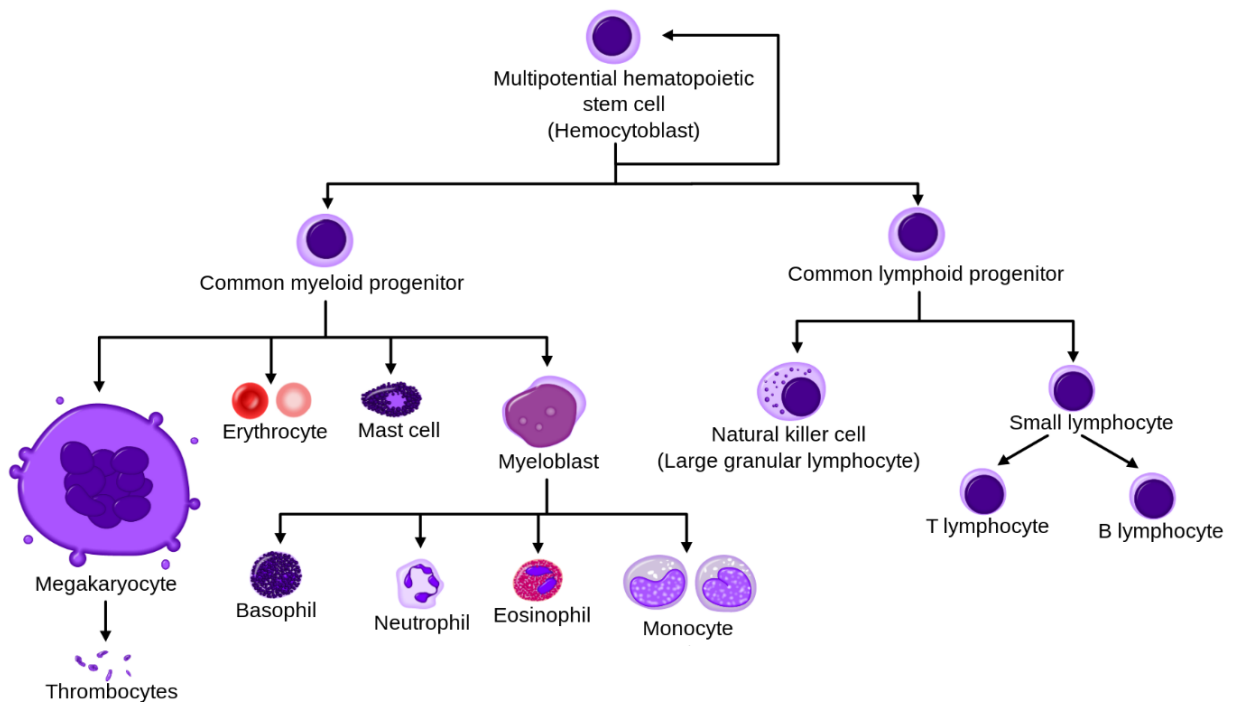 Multipotential hematopoietic
stem cell
(Hemocytoblast)
Common myeloid progenitor
Common lymphoid progenitor
Erythrocyte
Mast cell
Myeloblast
Natural killer cell
(Large granular lymphocyte)
Small lymphocyte
T lymphocyte
B lymphocyte
Megakaryocyte
Basophil
Neutrophil
Eosinophil
Monocyte
Thrombocytes